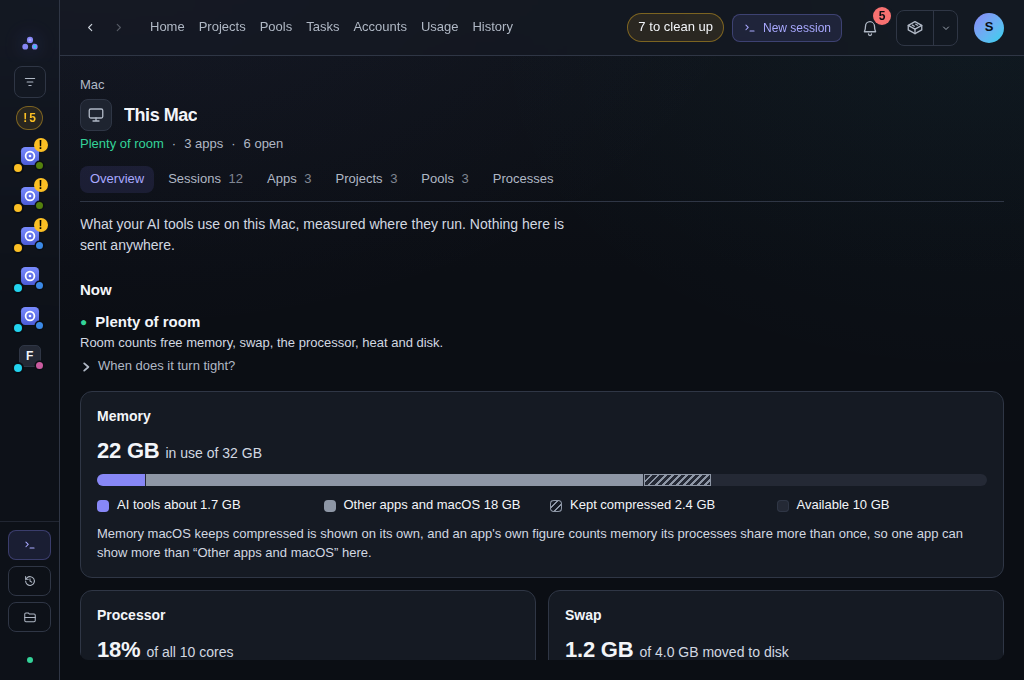 Home Projects Pools Tasks Accounts Usage History
7 to clean up
New session
5
S
!5
!
!
!
F
Mac
This Mac
Plenty of room · 3 apps · 6 open
Overview Sessions 12 Apps 3 Projects 3 Pools 3 Processes
What your AI tools use on this Mac, measured where they run. Nothing here is
sent anywhere.
Now
Plenty of room
Room counts free memory, swap, the processor, heat and disk.
When does it turn tight?
Memory
22 GB in use of 32 GB
AI tools about 1.7 GB Other apps and macOS 18 GB Kept compressed 2.4 GB Available 10 GB
Memory macOS keeps compressed is shown on its own, and an app's own figure counts memory its processes share more than once, so one app can
show more than “Other apps and macOS” here.
Processor
18% of all 10 cores
Swap
1.2 GB of 4.0 GB moved to disk